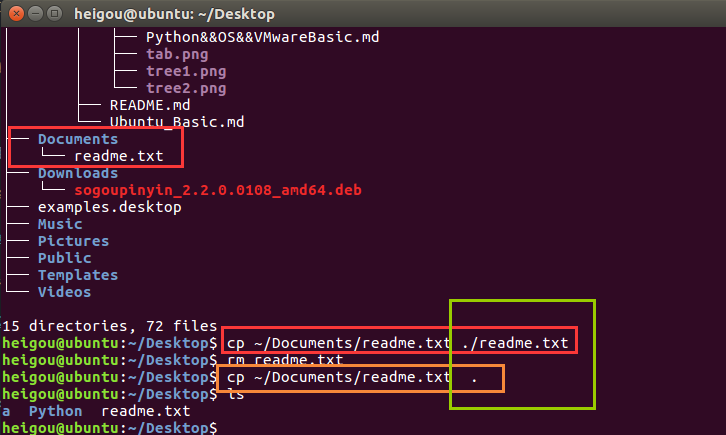 heigou@ubuntu: ~/Desktop
Python&&OS&&VMwareBasic.md
tab.png
tree1.png
tree2.png
README.md
Ubuntu_Basic.md
Documents
readme.txt
Downloads
sogoupinyin_2.2.0.0108_amd64.deb
examples.desktop
Music
Pictures
Public
Templates
Videos
15 directories, 72 files
heigou@ubuntu:~/Desktop$ cp ~/Documents/readme.txt ./readme.txt
heigou@ubuntu:~/Desktop$ rm readme.txt
heigou@ubuntu:~/Desktop$ cp ~/Documents/readme.txt .
heigou@ubuntu:~/Desktop$ ls
a Python readme.txt
heigou@ubuntu:~/Desktop$